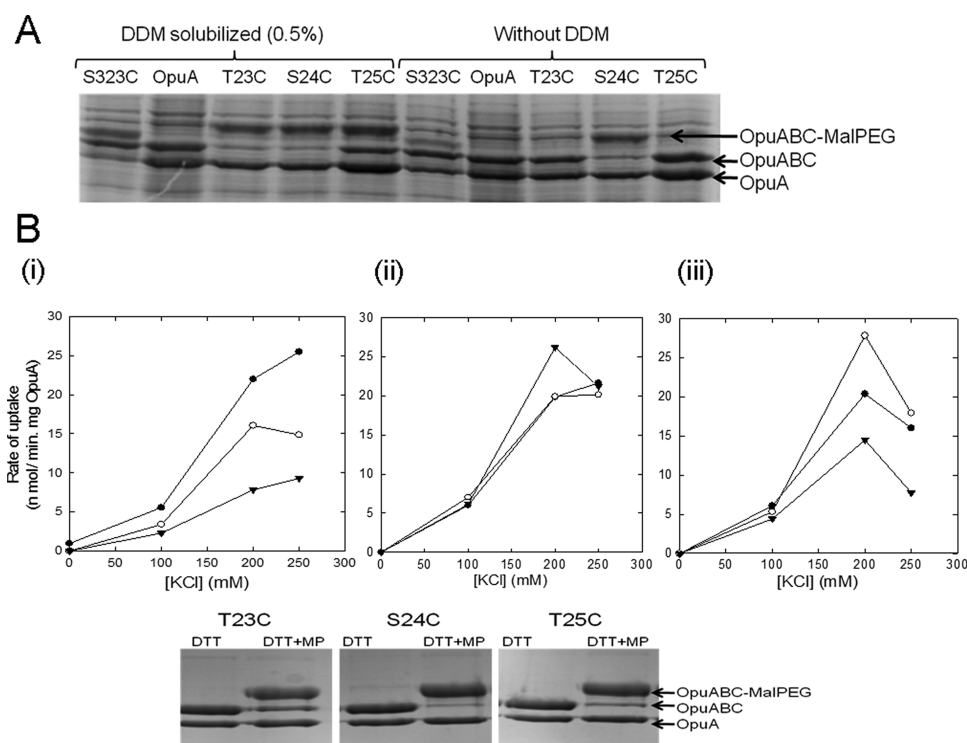 A
DDM solubilized (0.5%) Without DDM
S323C OpuA T23C S24C T25C S323C OpuA T23C S24C T25C
OpuABC-MalPEG
OpuABC
OpuA
B
(i) (ii) (iii)
Rate of uptake
(n mol/ min. mg OpuA)
30 30 30
25 25 25
20 20 20
15 15 15
10 10 10
5 5 5
0 0 0
0 50 100 150 200 250 300 0 50 100 150 200 250 300 0 50 100 150 200 250 300
[KCl] (mM) [KCl] (mM) [KCl] (mM)
T23C S24C T25C
DTT DTT+MP DTT DTT+MP DTT DTT+MP
OpuABC-MalPEG
OpuABC
OpuA